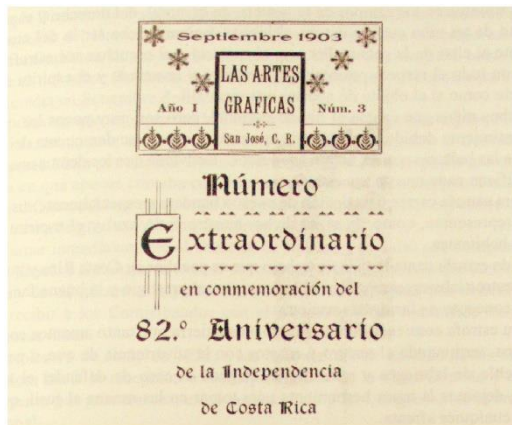 Septiembre 1903
LAS ARTES
GRAFICAS
Año I
Núm. 3
San José, C. R.
Número
Extraordinario
en conmemoración del
82.º Aniversario
de la Independencia
de Costa Rica